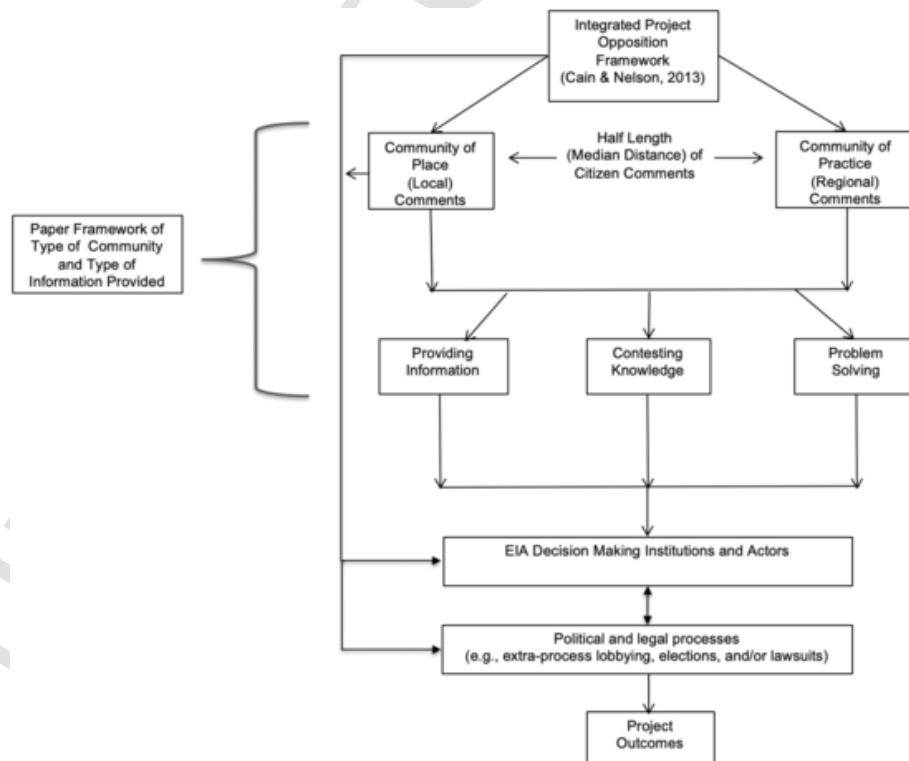 Integrated Project
Opposition
Framework
(Cain & Nelson, 2013)
Community of
Place
(Local)
Comments
Half Length
(Median Distance) of
Citizen Comments
Community of
Practice
(Regional)
Comments
Paper Framework of
Type of Community
and Type of
Information Provided
Providing
Information
Contesting
Knowledge
Problem
Solving
EIA Decision Making Institutions and Actors
Political and legal processes
(e.g., extra-process lobbying, elections, and/or lawsuits)
Project
Outcomes